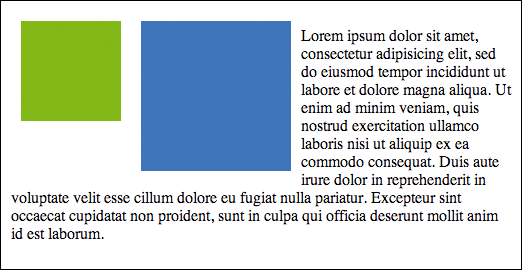 Lorem ipsum dolor sit amet,
consectetur adipisicing elit, sed
do eiusmod tempor incididunt ut
labore et dolore magna aliqua. Ut
enim ad minim veniam, quis
nostrud exercitation ullamco
laboris nisi ut aliquip ex ea
commodo consequat. Duis aute
irure dolor in reprehenderit in
voluptate velit esse cillum dolore eu fugiat nulla pariatur. Excepteur sint
occaecat cupidatat non proident, sunt in culpa qui officia deserunt mollit anim
id est laborum.